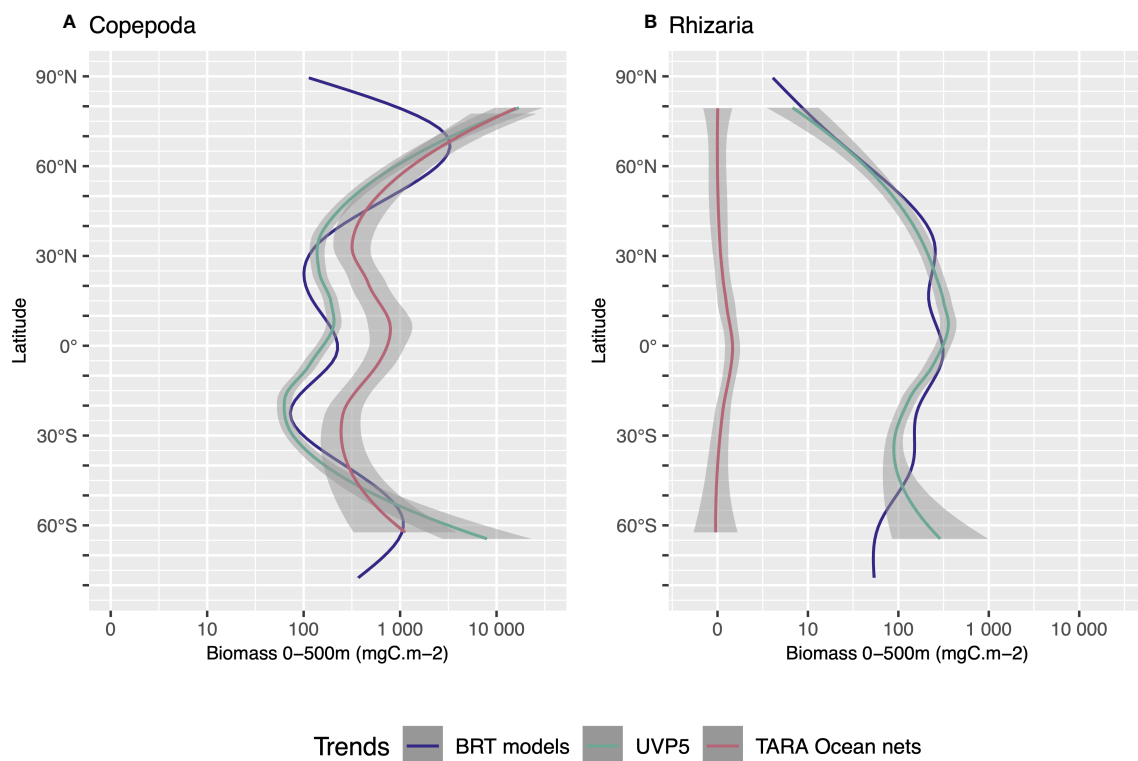 A Copepoda
90°N
60°N
30°N
0°
30°S
60°S
Latitude
0 10 100 1 000 10 000
Biomass 0−500m (mgC.m−2)
B Rhizaria
90°N
60°N
30°N
0°
30°S
60°S
Latitude
0 10 100 1 000 10 000
Biomass 0−500m (mgC.m−2)
Trends BRT models UVP5 TARA Ocean nets